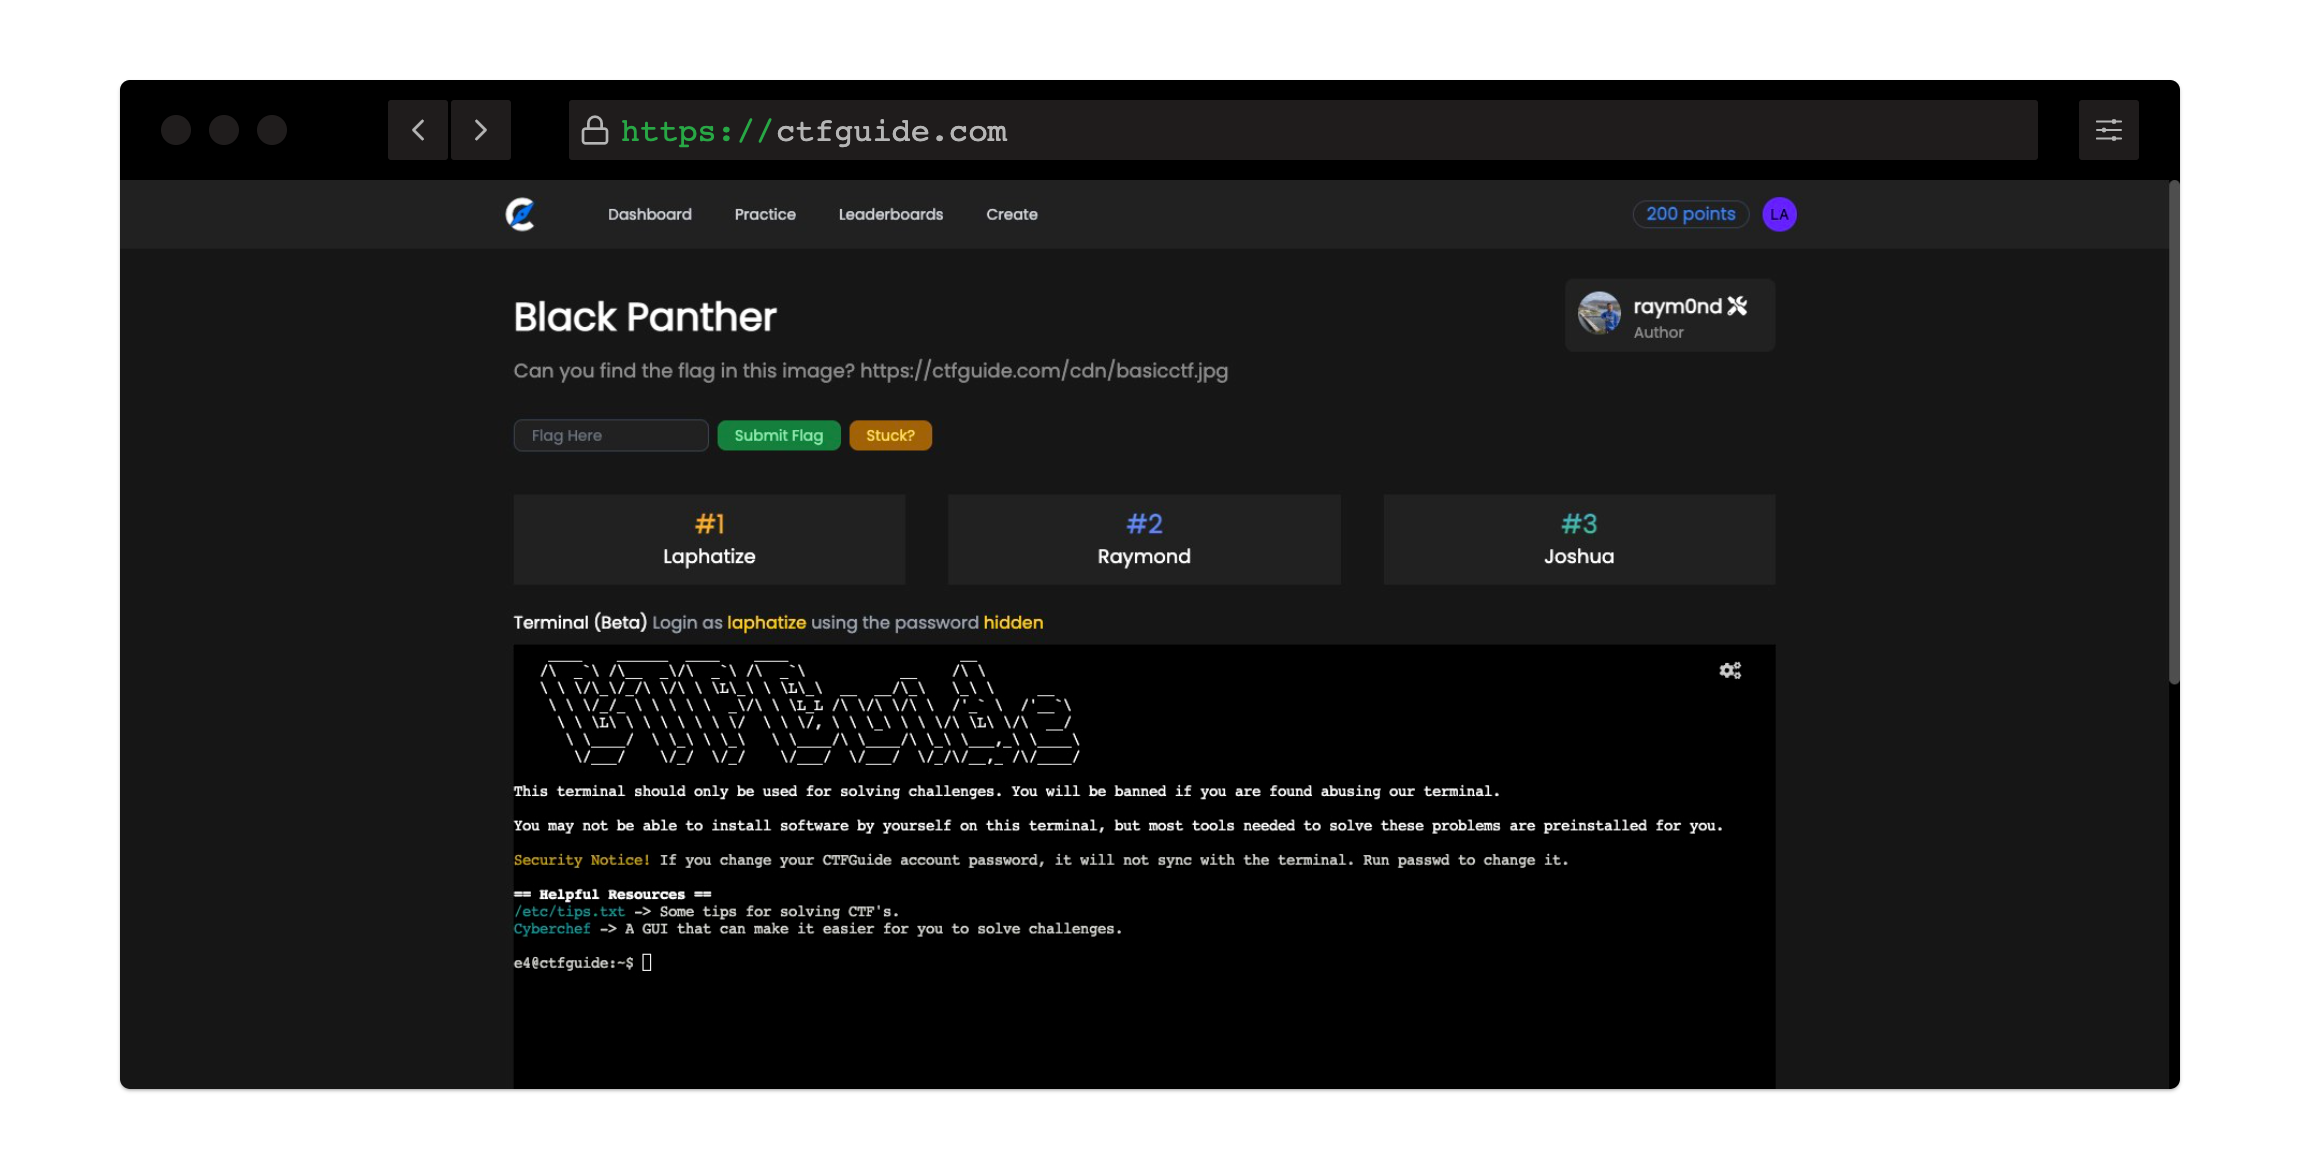 https://ctfguide.com
Dashboard Practice Leaderboards Create 200 points LA
Black Panther
raym0nd
Author
Can you find the flag in this image? https://ctfguide.com/cdn/basicctf.jpg
Flag Here Submit Flag Stuck?
#1 #2 #3
Laphatize Raymond Joshua
Terminal (Beta) Login as laphatize using the password hidden
CTFGuide
This terminal should only be used for solving challenges. You will be banned if you are found abusing our terminal.
You may not be able to install software by yourself on this terminal, but most tools needed to solve these problems are preinstalled for you.
Security Notice! If you change your CTFGuide account password, it will not sync with the terminal. Run passwd to change it.
== Helpful Resources ==
/etc/tips.txt -> Some tips for solving CTF's.
Cyberchef -> A GUI that can make it easier for you to solve challenges.
e4@ctfguide:~$